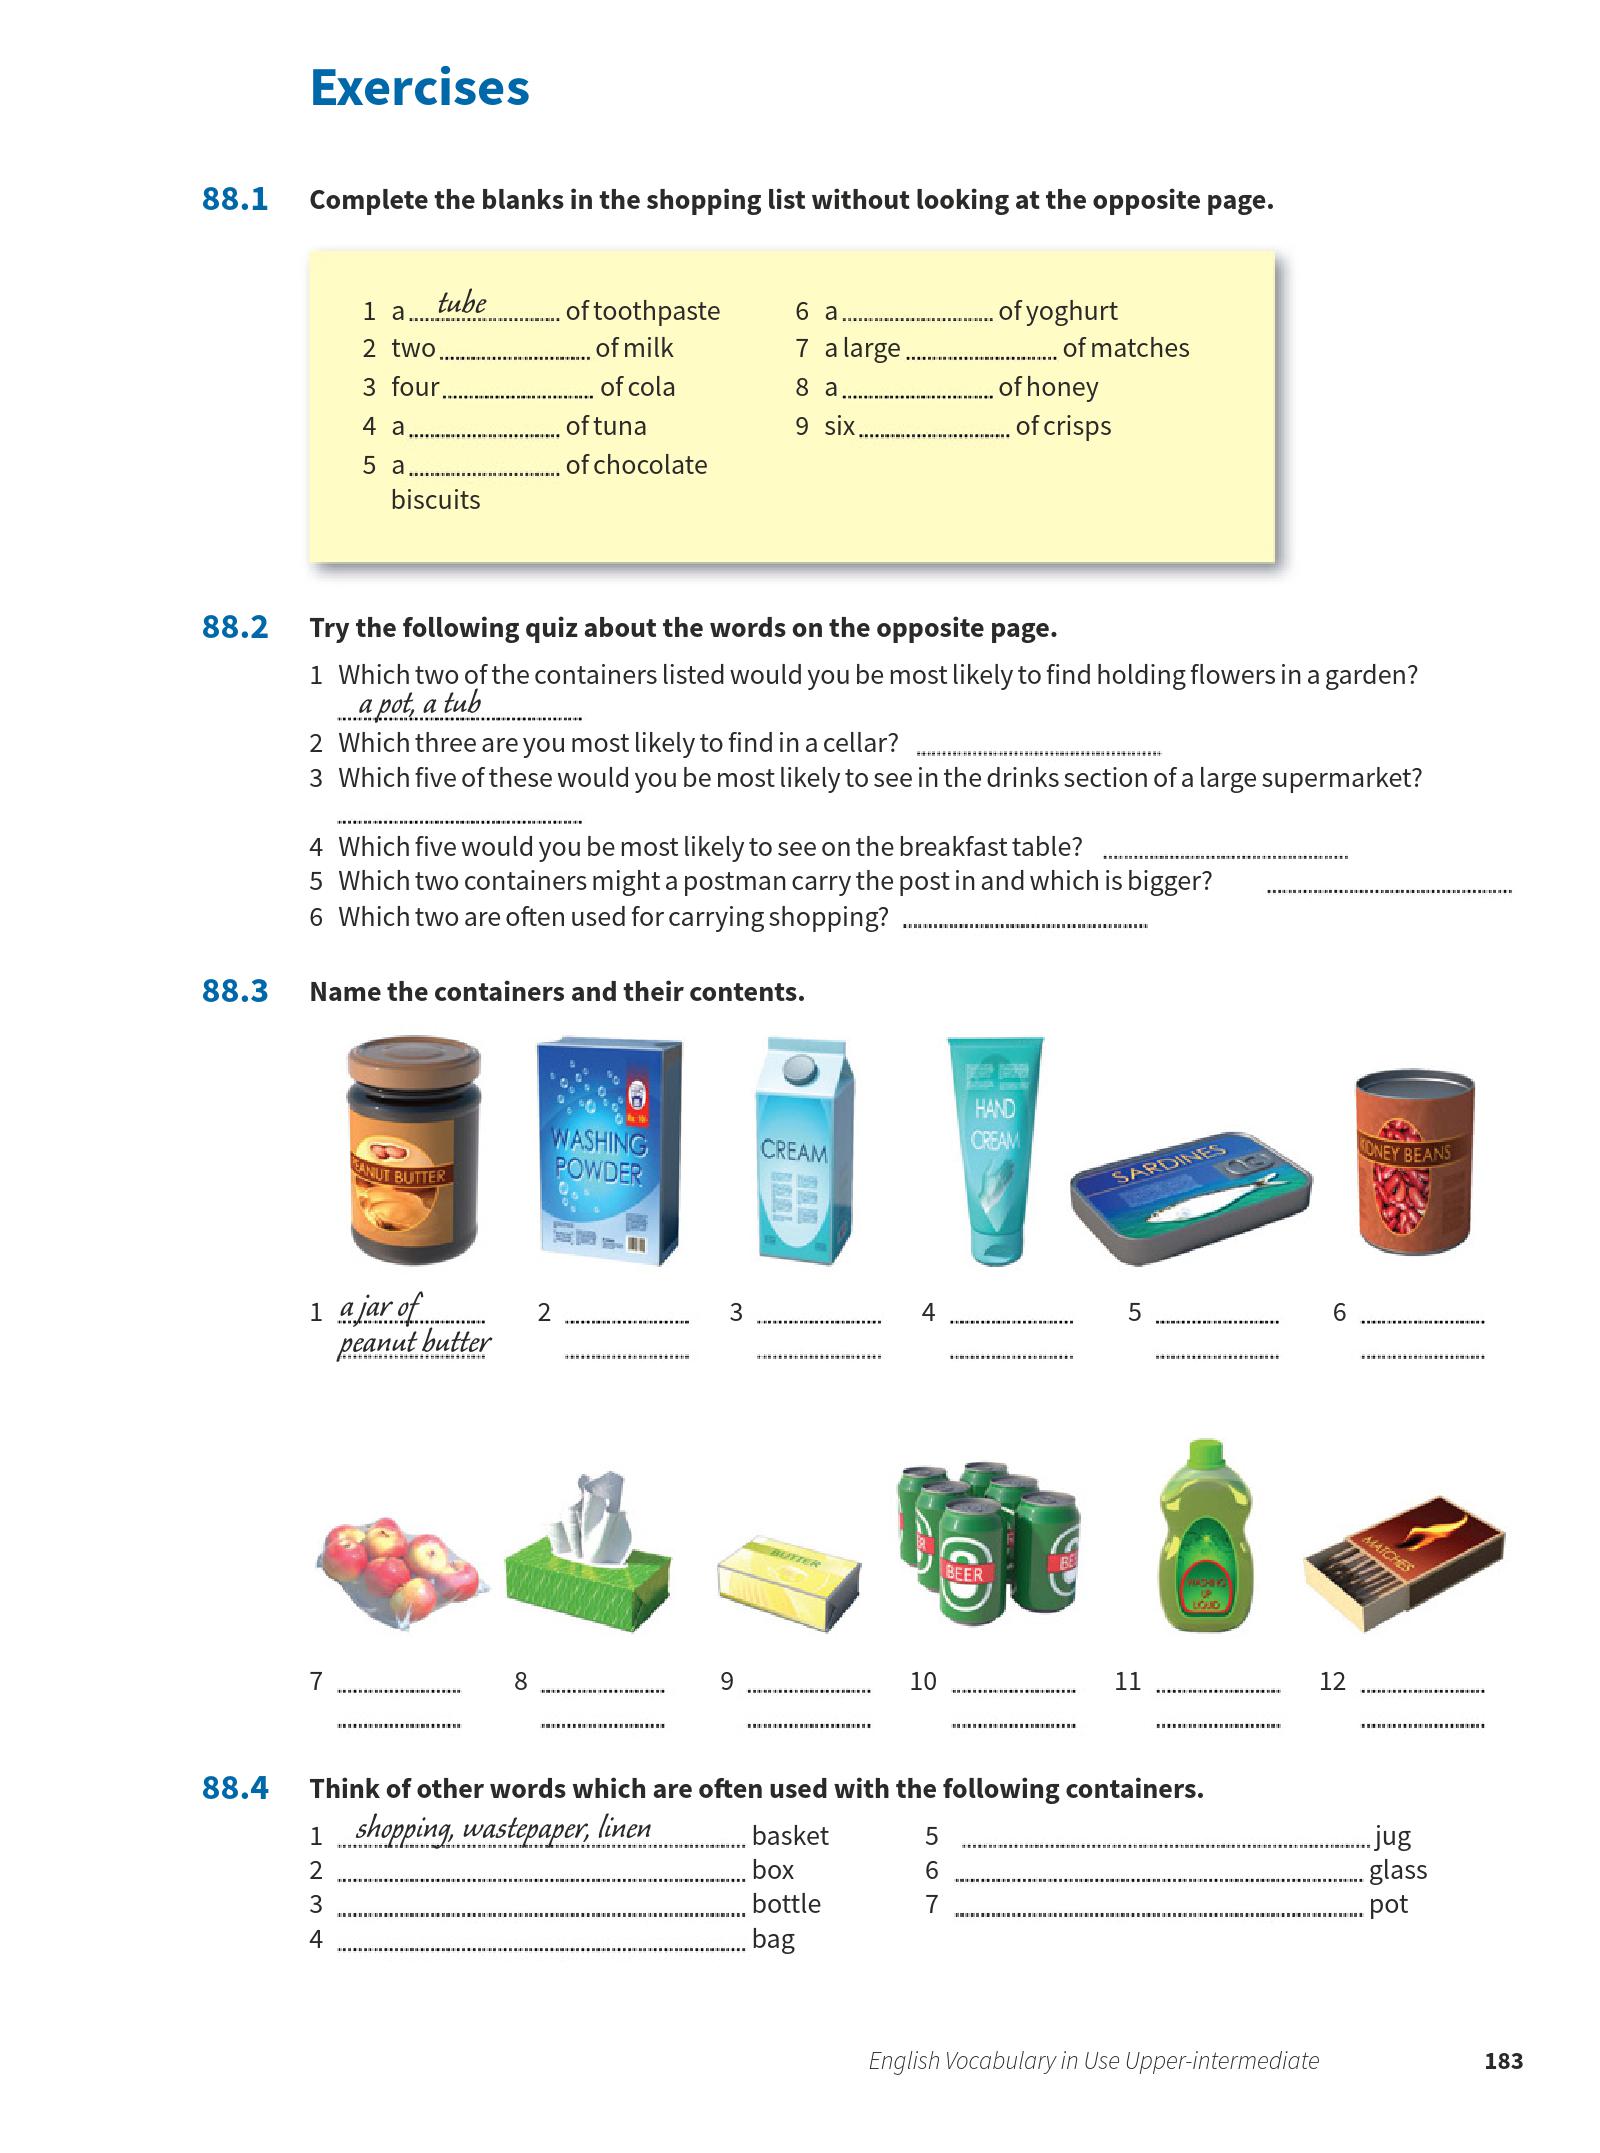 Exercises
88.1 Complete the blanks in the shopping list without looking at the opposite page.
1 a tube of toothpaste
2 two of milk
3 four of cola
4 a of tuna
5 a of chocolate
biscuits
6 a of yoghurt
7 a large of matches
8 a of honey
9 six of crisps
88.2 Try the following quiz about the words on the opposite page.
1 Which two of the containers listed would you be most likely to find holding flowers in a garden?
a pot, a tub
2 Which three are you most likely to find in a cellar?
3 Which five of these would you be most likely to see in the drinks section of a large supermarket?
4 Which five would you be most likely to see on the breakfast table?
5 Which two containers might a postman carry the post in and which is bigger?
6 Which two are often used for carrying shopping?
88.3 Name the containers and their contents.
PEANUT BUTTER
WASHING
POWDER
CREAM
HAND
CREAM
SARDINES
KIDNEY BEANS
1 a jar of
peanut butter
2
3
4
5
6
BUTTER
BEER
WASHING
UP
LIQUID
MATCHES
7
8
9
10
11
12
88.4 Think of other words which are often used with the following containers.
1 shopping, wastepaper, linen basket
2 box
3 bottle
4 bag
5 jug
6 glass
7 pot
English Vocabulary in Use Upper-intermediate 183